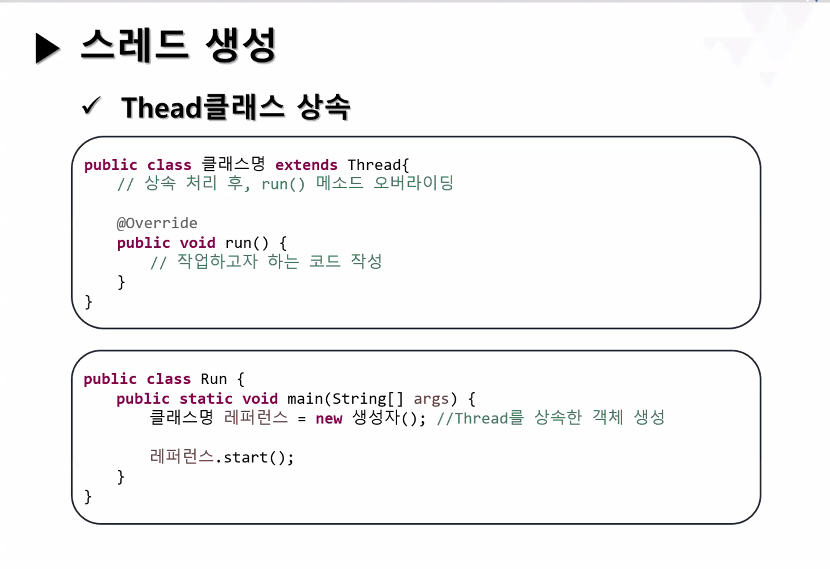 ▶ 스레드 생성
✓ Thead클래스 상속
public class 클래스명 extends Thread{
// 상속 처리 후, run() 메소드 오버라이딩
@Override
public void run() {
// 작업하고자 하는 코드 작성
}
}
public class Run {
public static void main(String[] args) {
클래스명 레퍼런스 = new 생성자(); //Thread를 상속한 객체 생성
레퍼런스.start();
}
}